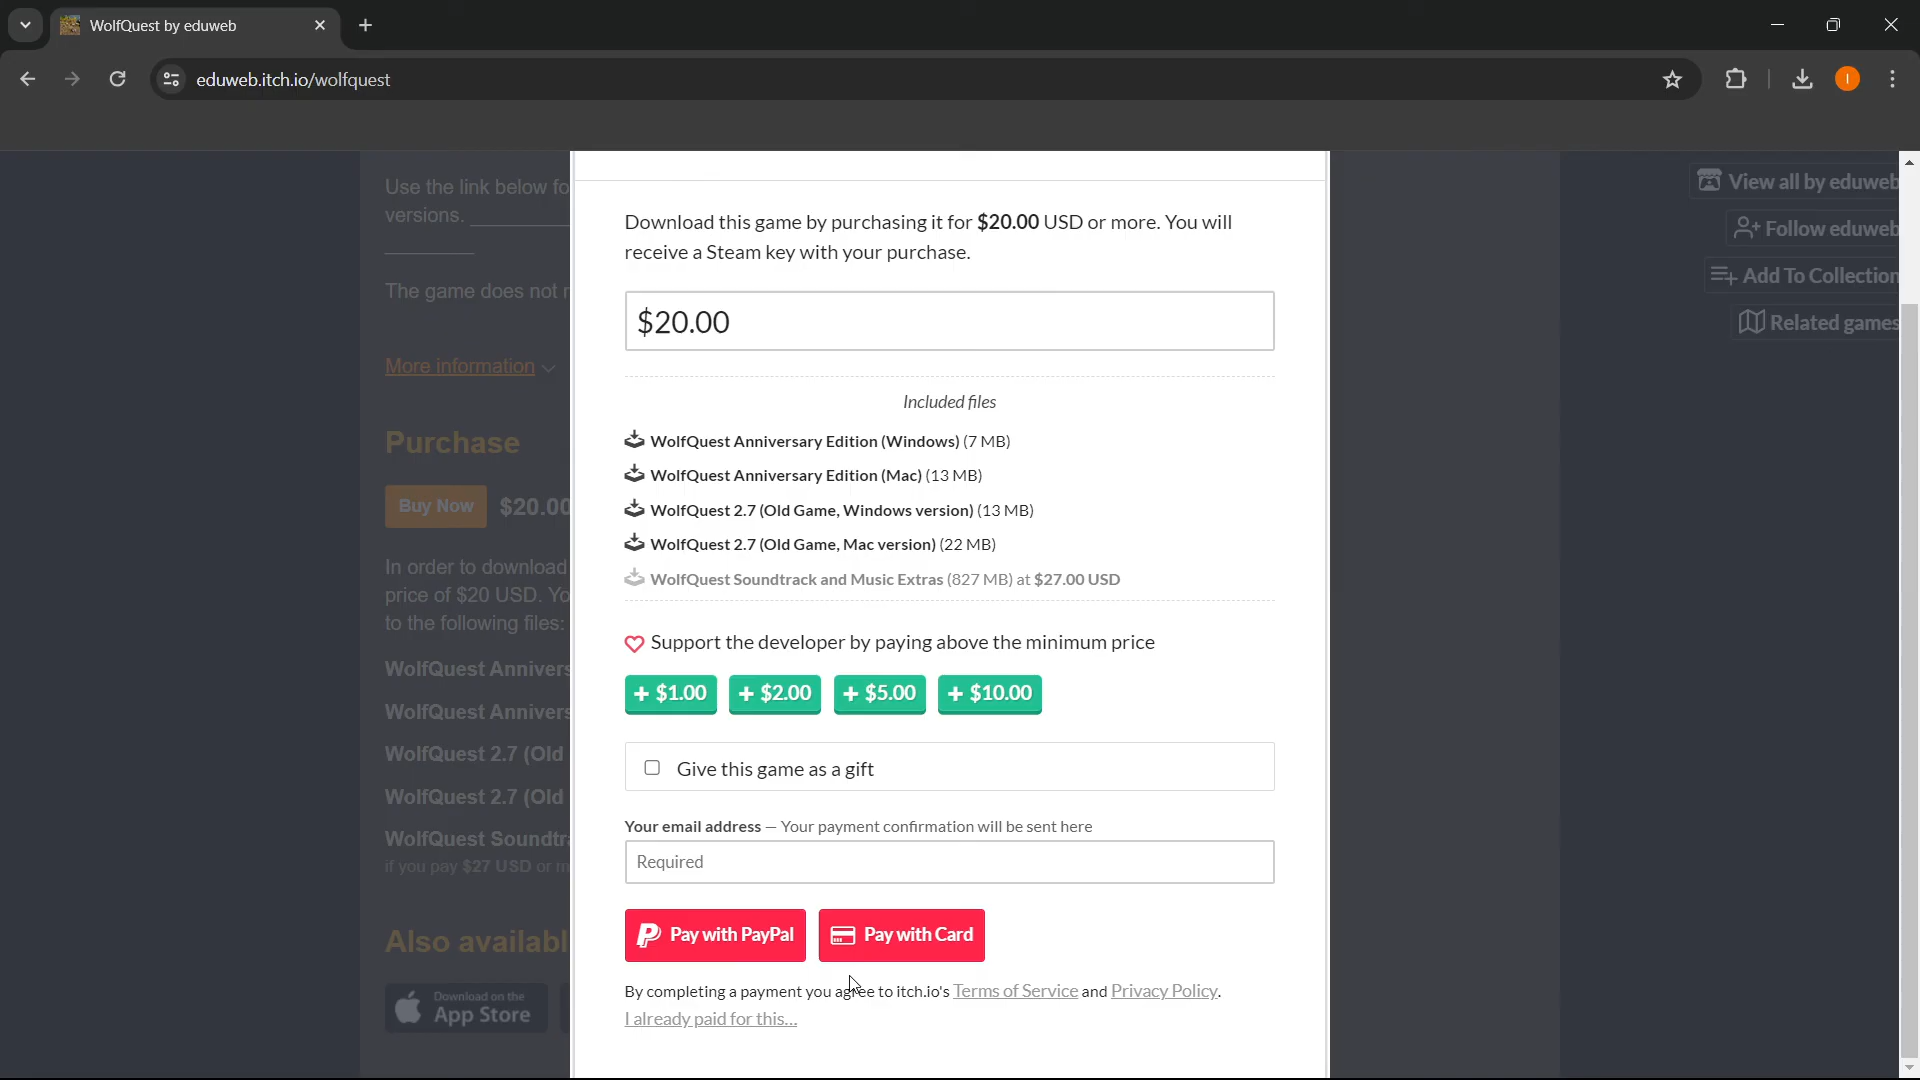 WolfQuest by eduweb
eduweb.itch.io/wolfquest
I
Use the link below fo
versions.
The game does not r
More information
Purchase
Buy Now $20.00
In order to download
price of $20 USD. Yo
to the following files:
WolfQuest Annivers
WolfQuest Annivers
WolfQuest 2.7 (Old
WolfQuest 2.7 (Old
WolfQuest Soundtra
if you pay $27 USD or m
Also availabl
Download on the
App Store
Download this game by purchasing it for $20.00 USD or more. You will
receive a Steam key with your purchase.
$20.00
Included files
WolfQuest Anniversary Edition (Windows) (7 MB)
WolfQuest Anniversary Edition (Mac) (13 MB)
WolfQuest 2.7 (Old Game, Windows version) (13 MB)
WolfQuest 2.7 (Old Game, Mac version) (22 MB)
WolfQuest Soundtrack and Music Extras (827 MB) at $27.00 USD
Support the developer by paying above the minimum price
+ $1.00 + $2.00 + $5.00 + $10.00
Give this game as a gift
Your email address — Your payment confirmation will be sent here
Required
Pay with PayPal Pay with Card
By completing a payment you agree to itch.io's Terms of Service and Privacy Policy.
I already paid for this...
View all by eduweb
Follow eduweb
Add To Collection
Related games